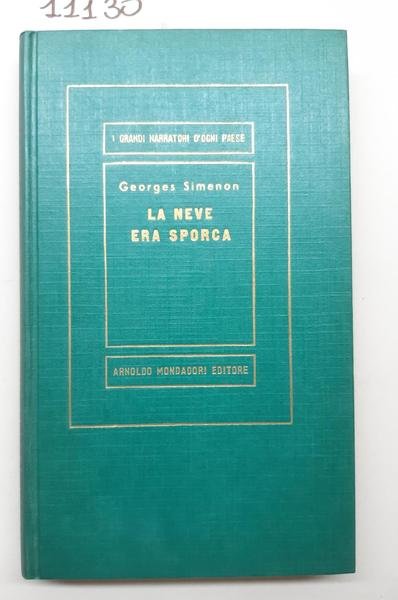 11135
I GRANDI NARRATORI D'OGNI PAESE
Georges Simenon
LA NEVE
ERA SPORCA
ARNOLDO MONDADORI EDITORE